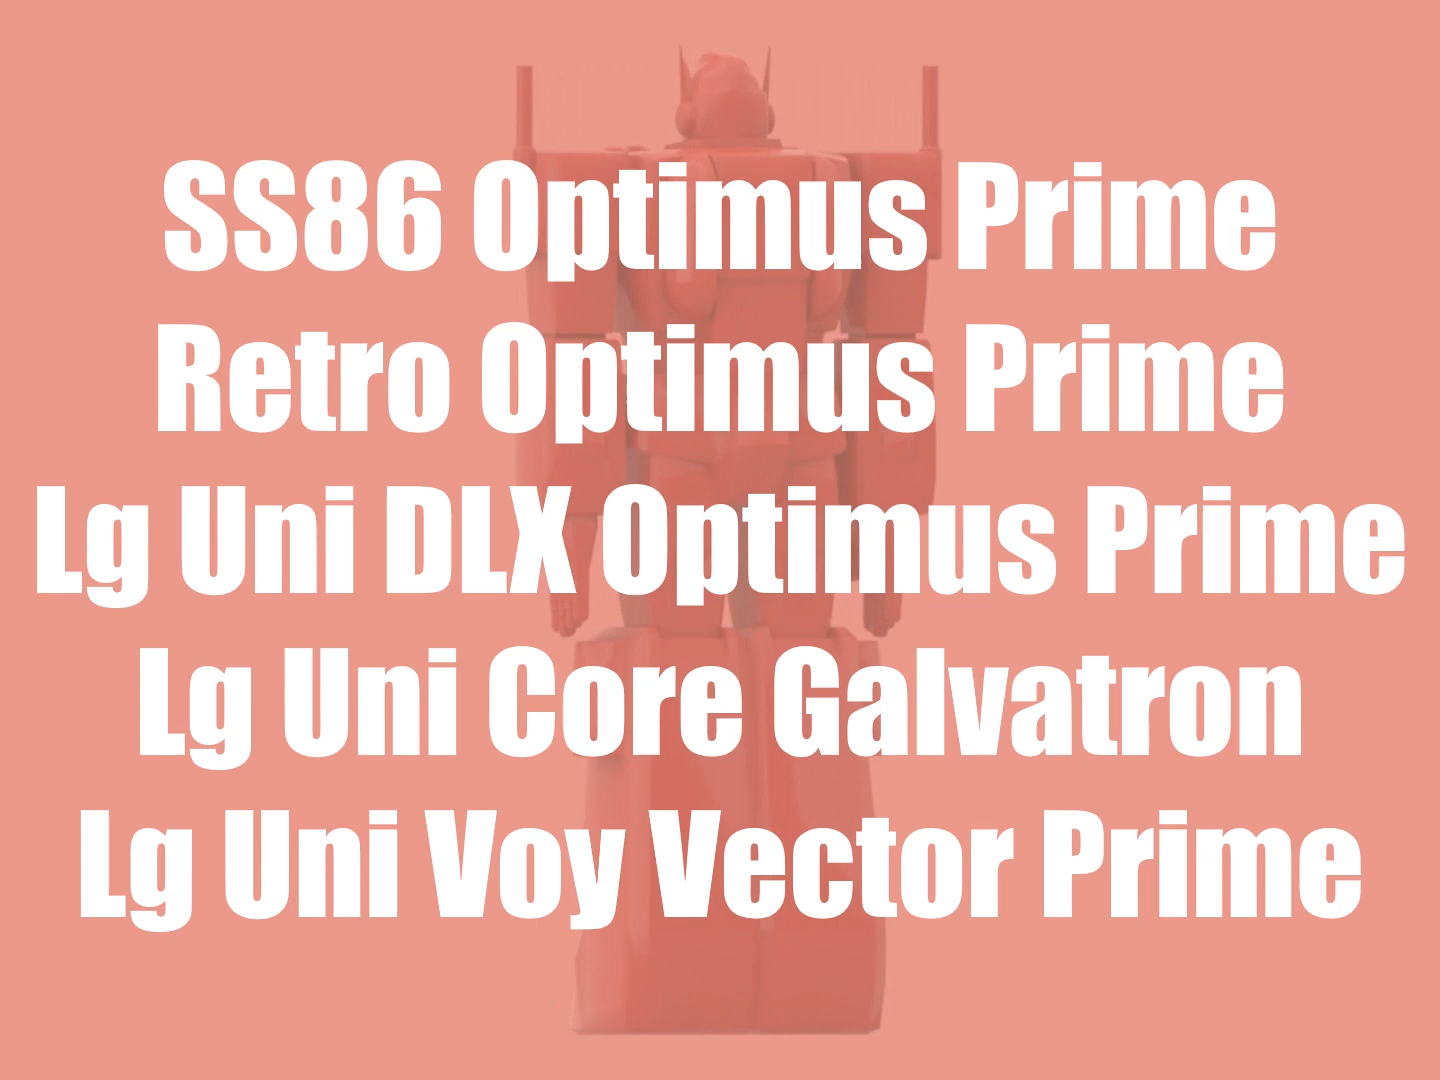 SS86 Optimus Prime
Retro Optimus Prime
Lg Uni DLX Optimus Prime
Lg Uni Core Galvatron
Lg Uni Voy Vector Prime